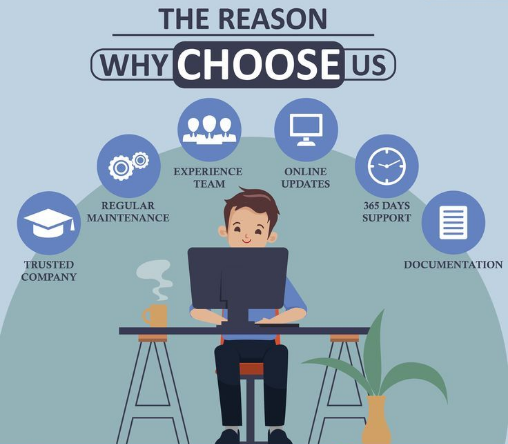 THE REASON
WHY CHOOSE US
EXPERIENCE
TEAM
ONLINE
UPDATES
REGULAR
MAINTENANCE
365 DAYS
SUPPORT
TRUSTED
COMPANY
DOCUMENTATION